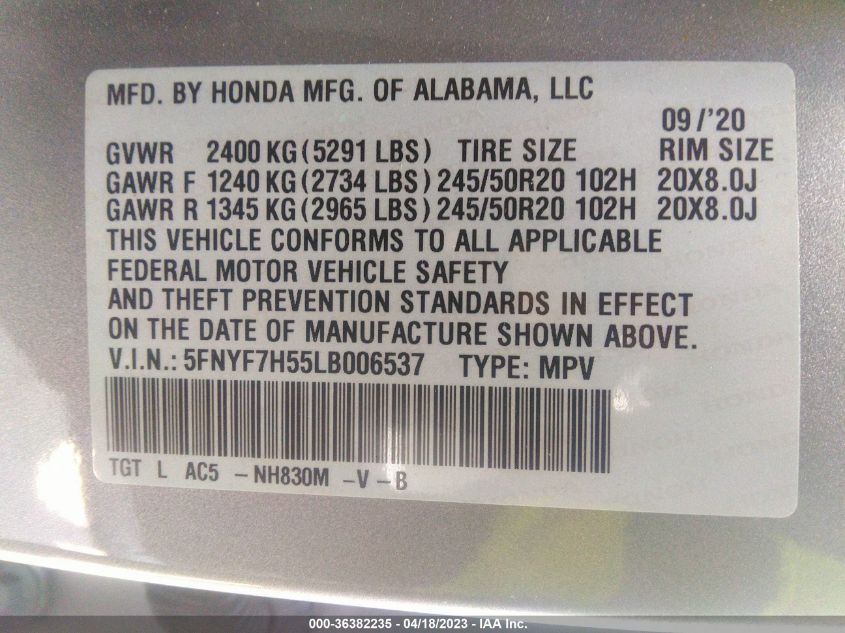 MFD. BY HONDA MFG. OF ALABAMA, LLC
09/'20
GVWR 2400 KG (5291 LBS) TIRE SIZE RIM SIZE
GAWR F 1240 KG (2734 LBS) 245/50R20 102H 20X8.0J
GAWR R 1345 KG (2965 LBS) 245/50R20 102H 20X8.0J
THIS VEHICLE CONFORMS TO ALL APPLICABLE
FEDERAL MOTOR VEHICLE SAFETY
AND THEFT PREVENTION STANDARDS IN EFFECT
ON THE DATE OF MANUFACTURE SHOWN ABOVE.
V.I.N.: 5FNYF7H55LB006537 TYPE: MPV
TGT L AC5 -NH830M -V -B
000-36382235 - 04/18/2023 - IAA Inc.